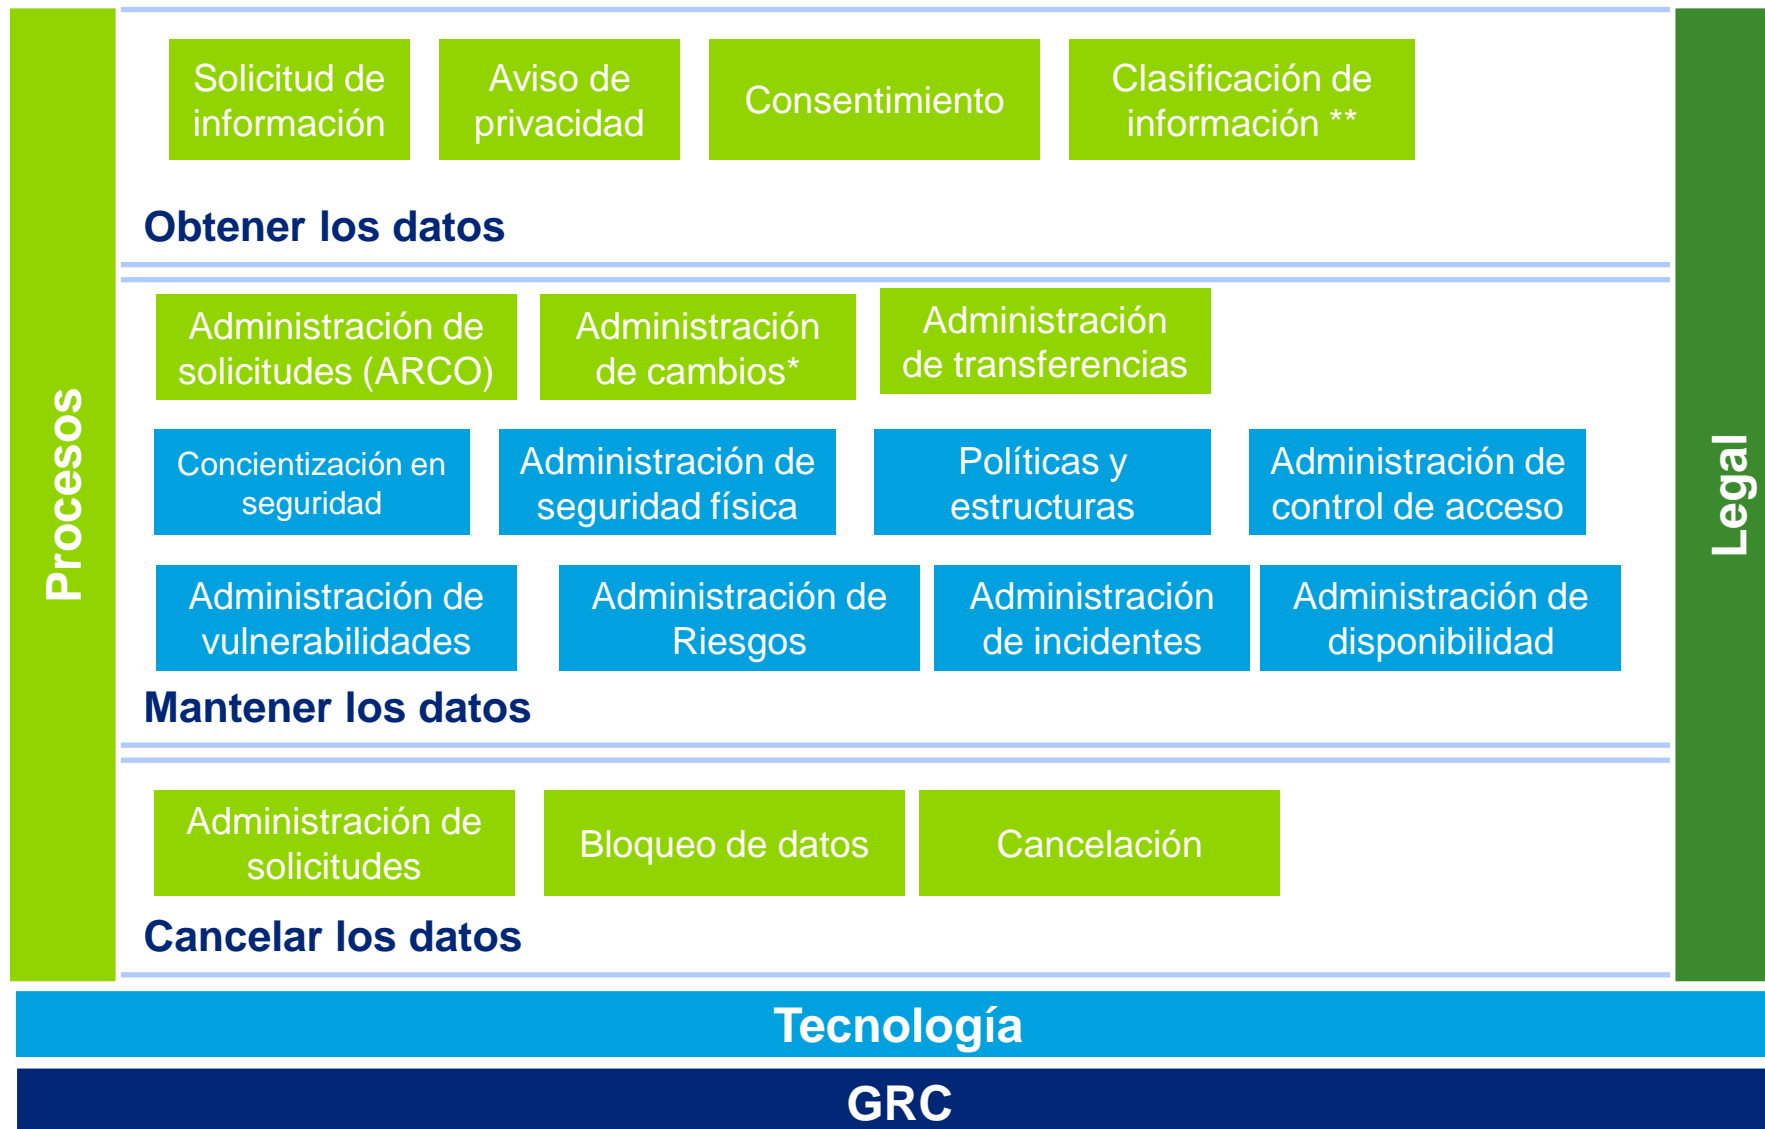 Solicitud de
información
Aviso de
privacidad
Consentimiento
Clasificación de
información **
Obtener los datos
Administración de
solicitudes (ARCO)
Administración
de cambios*
Administración
de transferencias
Concientización en
seguridad
Administración de
seguridad física
Políticas y
estructuras
Administración de
control de acceso
Administración de
vulnerabilidades
Administración de
Riesgos
Administración
de incidentes
Administración de
disponibilidad
Mantener los datos
Administración de
solicitudes
Bloqueo de datos
Cancelación
Cancelar los datos
Procesos
Legal
Tecnología
GRC